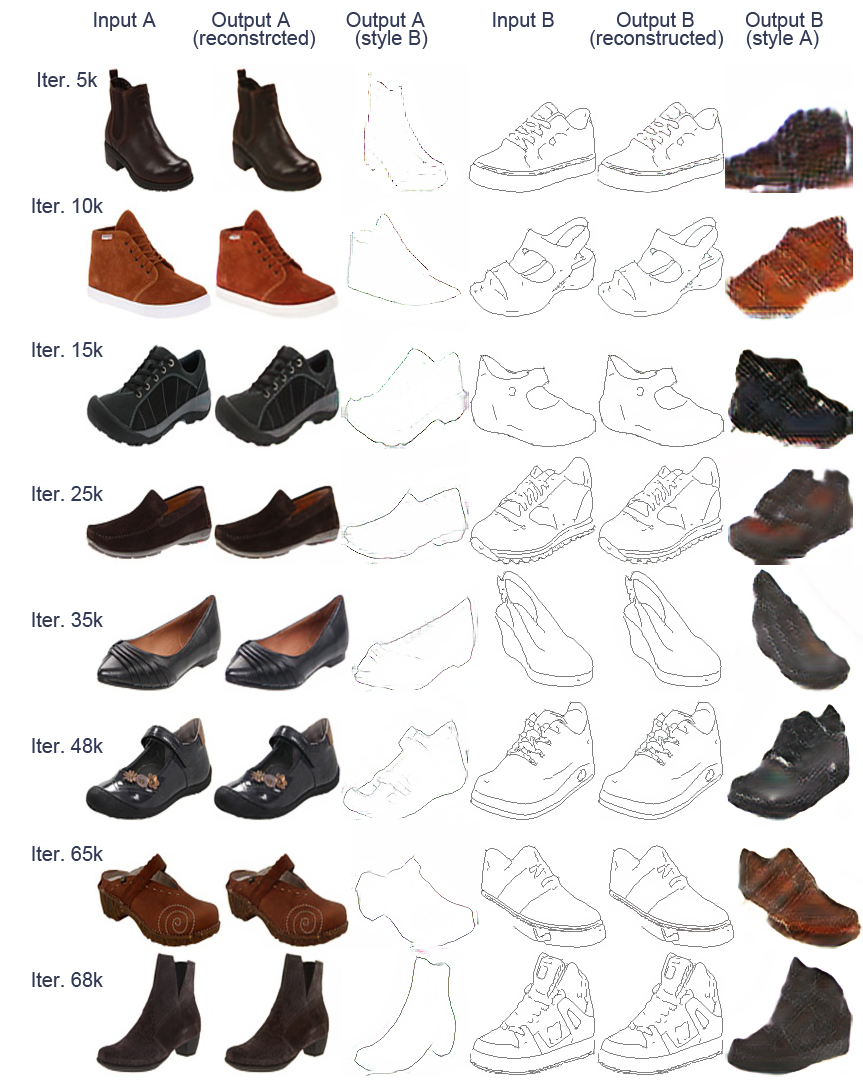 Input A Output A Output A Input B Output B Output B
(reconstrcted) (style B) (reconstructed) (style A)
Iter. 5k
Iter. 10k
Iter. 15k
Iter. 25k
Iter. 35k
Iter. 48k
Iter. 65k
Iter. 68k